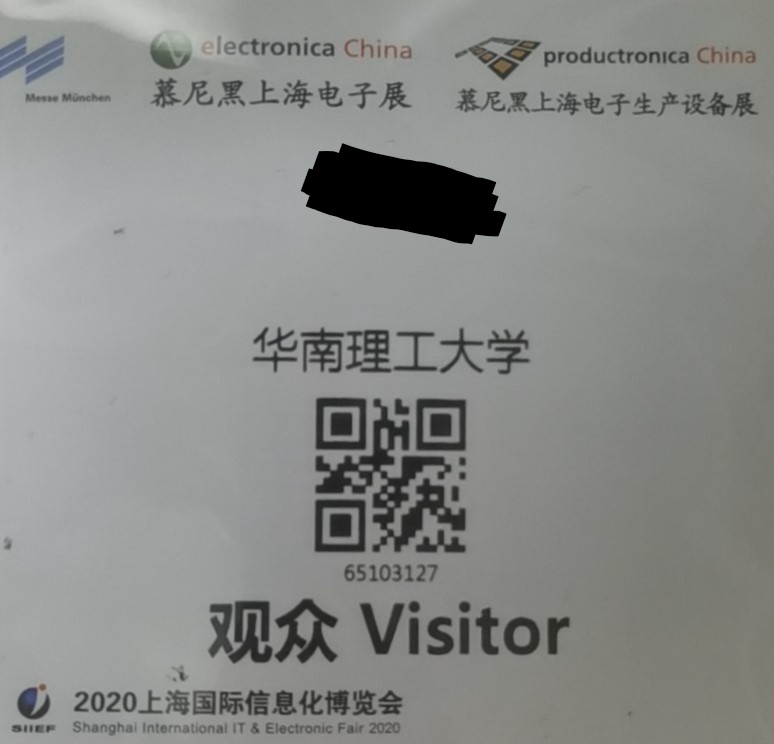 electronica China
productronica China
Messe München
慕尼黑上海电子展
慕尼黑上海电子生产设备展
华南理工大学
65103127
观众 Visitor
2020上海国际信息化博览会
SIIEF
Shanghai International IT & Electronic Fair 2020